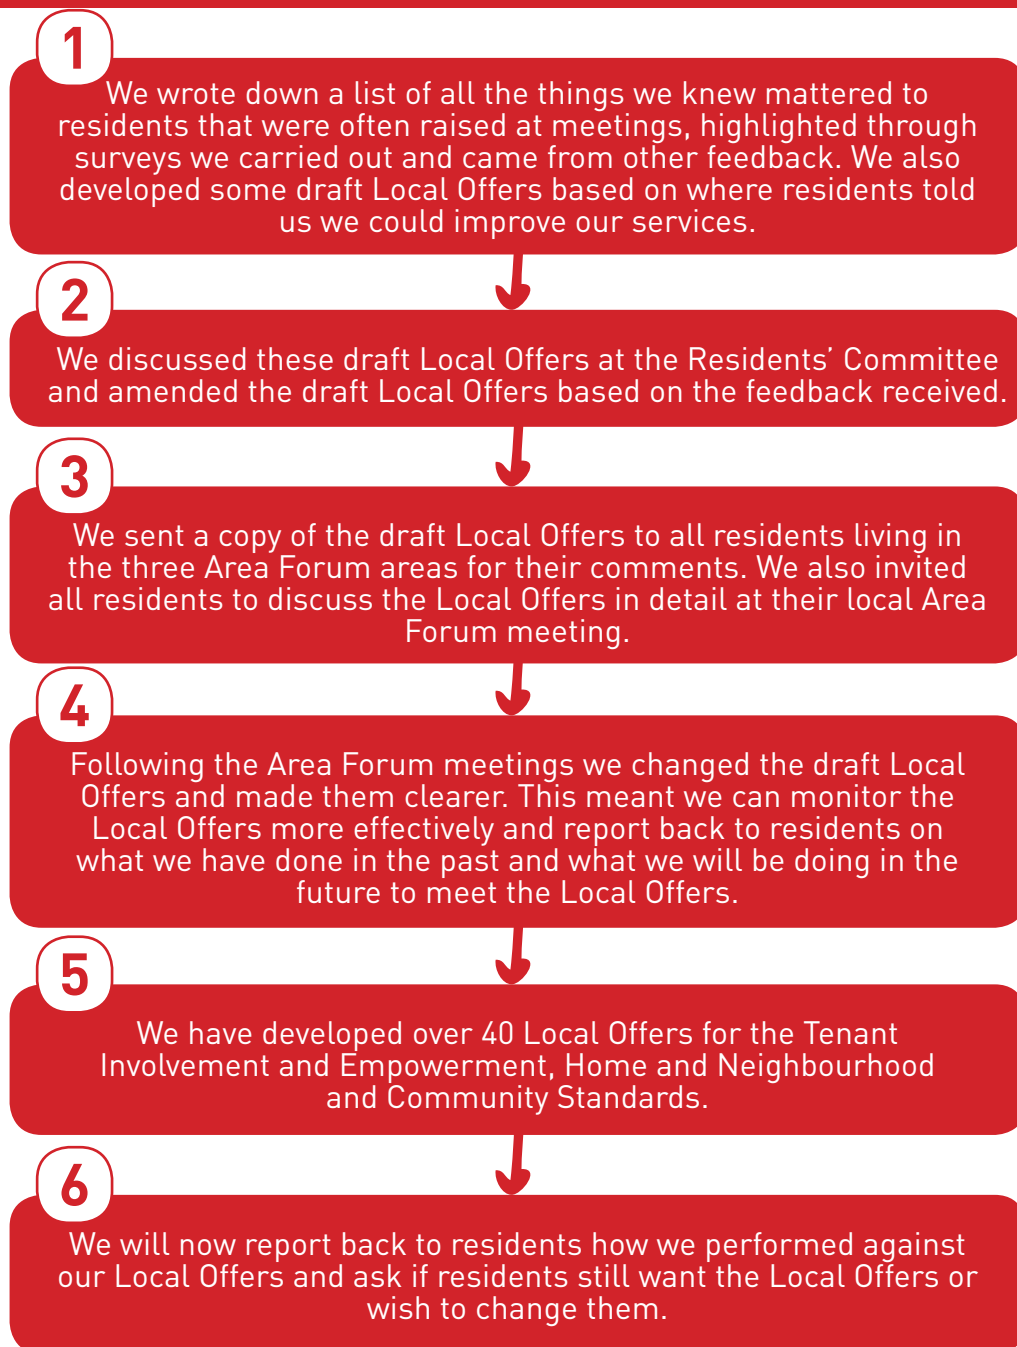 1
We wrote down a list of all the things we knew mattered to
residents that were often raised at meetings, highlighted through
surveys we carried out and came from other feedback. We also
developed some draft Local Offers based on where residents told
us we could improve our services.
2
We discussed these draft Local Offers at the Residents’ Committee
and amended the draft Local Offers based on the feedback received.
3
We sent a copy of the draft Local Offers to all residents living in
the three Area Forum areas for their comments. We also invited
all residents to discuss the Local Offers in detail at their local Area
Forum meeting.
4
Following the Area Forum meetings we changed the draft Local
Offers and made them clearer. This meant we can monitor the
Local Offers more effectively and report back to residents on
what we have done in the past and what we will be doing in the
future to meet the Local Offers.
5
We have developed over 40 Local Offers for the Tenant
Involvement and Empowerment, Home and Neighbourhood
and Community Standards.
6
We will now report back to residents how we performed against
our Local Offers and ask if residents still want the Local Offers or
wish to change them.